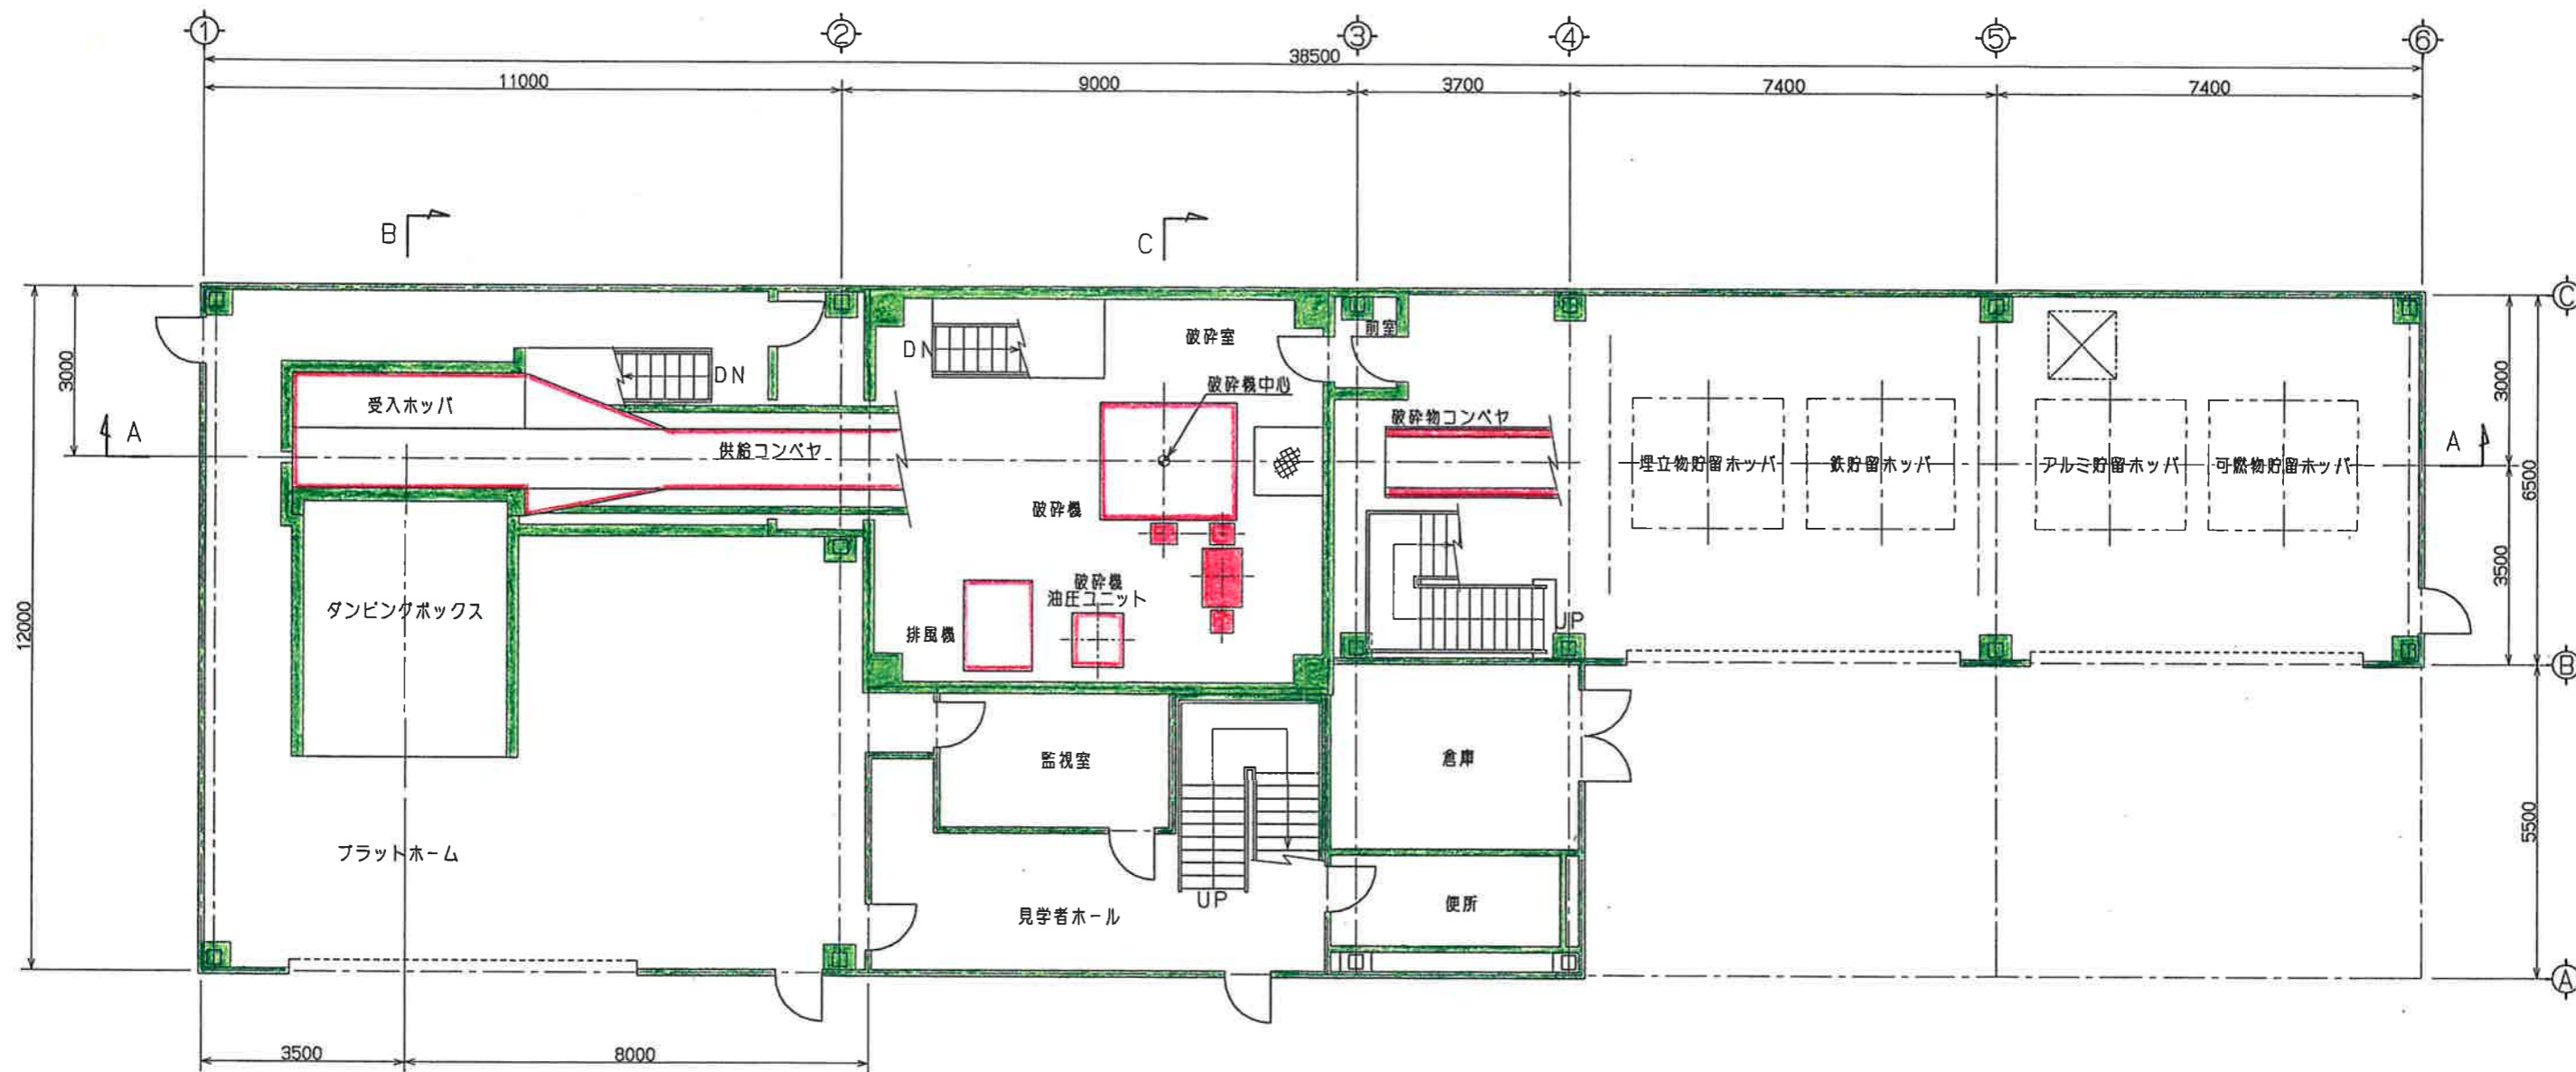 ① ② ③ ④ ⑤ ⑥
38500
11000 9000 3700 7400 7400
B C
C
3000
DN
DN
破砕室
前室
受入ホッパ
破砕機中心
破砕物コンベヤ
3000
6500
A
A
供給コンベヤ
埋立物貯留ホッパ
鉄貯留ホッパ
アルミ貯留ホッパ
可燃物貯留ホッパ
破砕機
破砕機
油圧ユニット
ダンピングボックス
12000
排風機
UP
3500
B
監視室
倉庫
プラットホーム
5500
見学者ホール
UP
便所
A
3500 8000